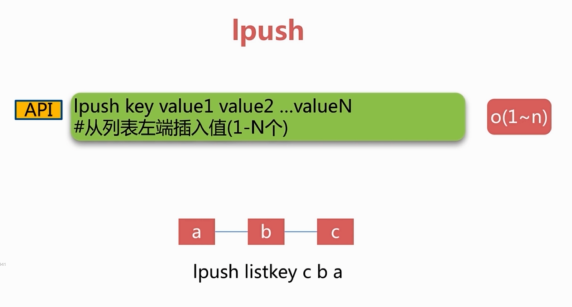 lpush
API
lpush key value1 value2 ...valueN
#从列表左端插入值(1-N个)
o(1~n)
a b c
lpush listkey c b a